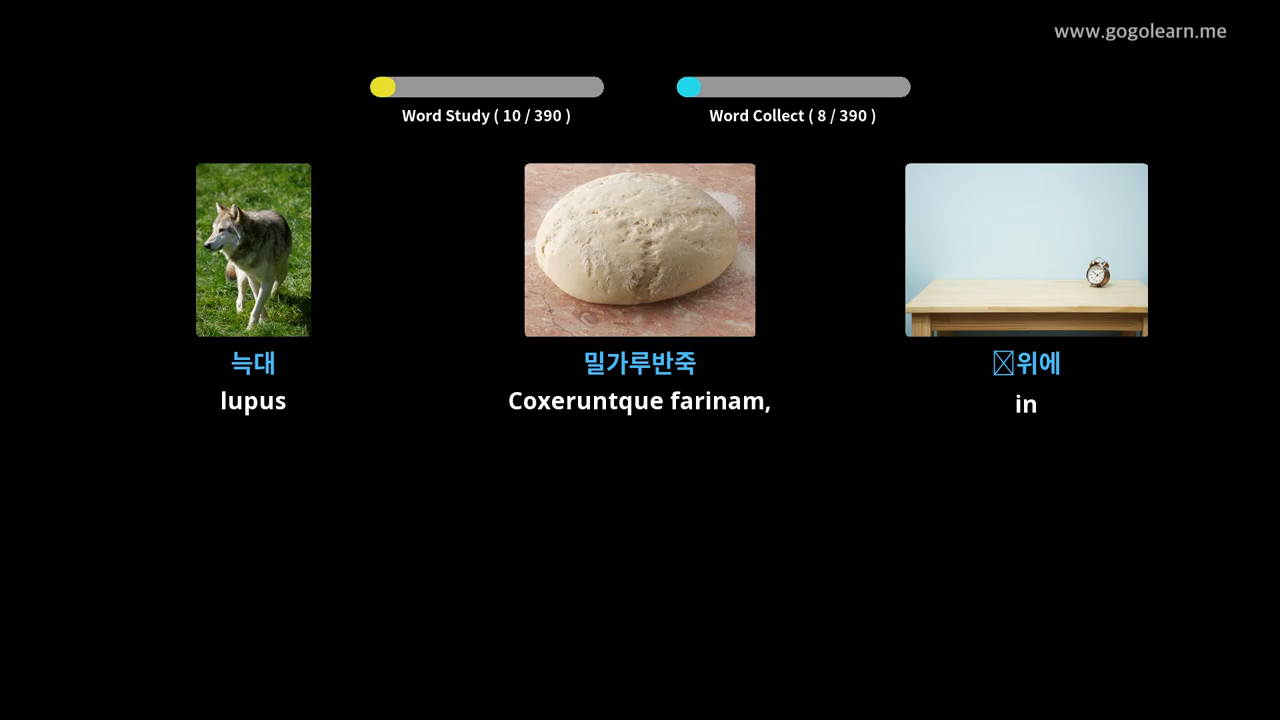 www.gogolearn.me
Word Study ( 10 / 390 )
Word Collect ( 8 / 390 )
늑대
lupus
밀가루반죽
Coxeruntque farinam,
위에
in